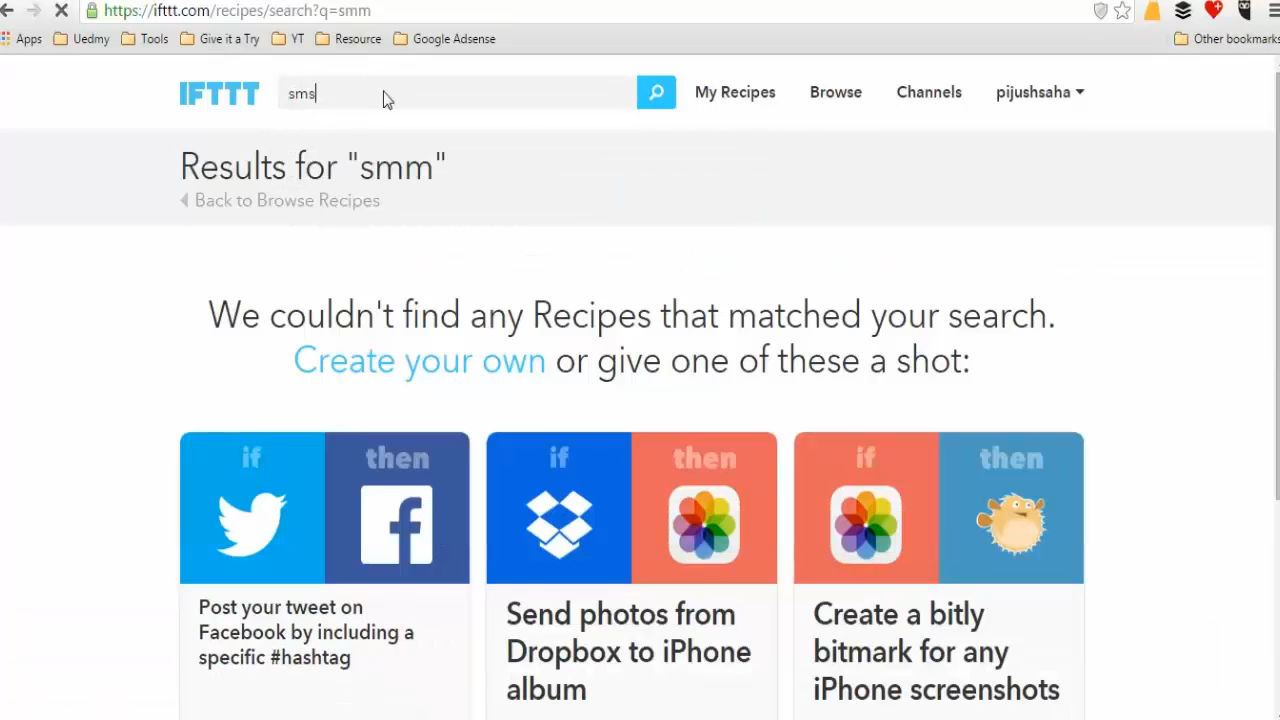 https://ifttt.com/recipes/search?q=smm
Apps Uedmy Tools Give it a Try YT Resource Google Adsense Other bookmarks
IFTTT sms My Recipes Browse Channels pijushsaha
Results for "smm"
Back to Browse Recipes
We couldn't find any Recipes that matched your search.
Create your own or give one of these a shot:
if then if then if then
Post your tweet on
Facebook by including a
specific #hashtag
Send photos from
Dropbox to iPhone
album
Create a bitly
bitmark for any
iPhone screenshots